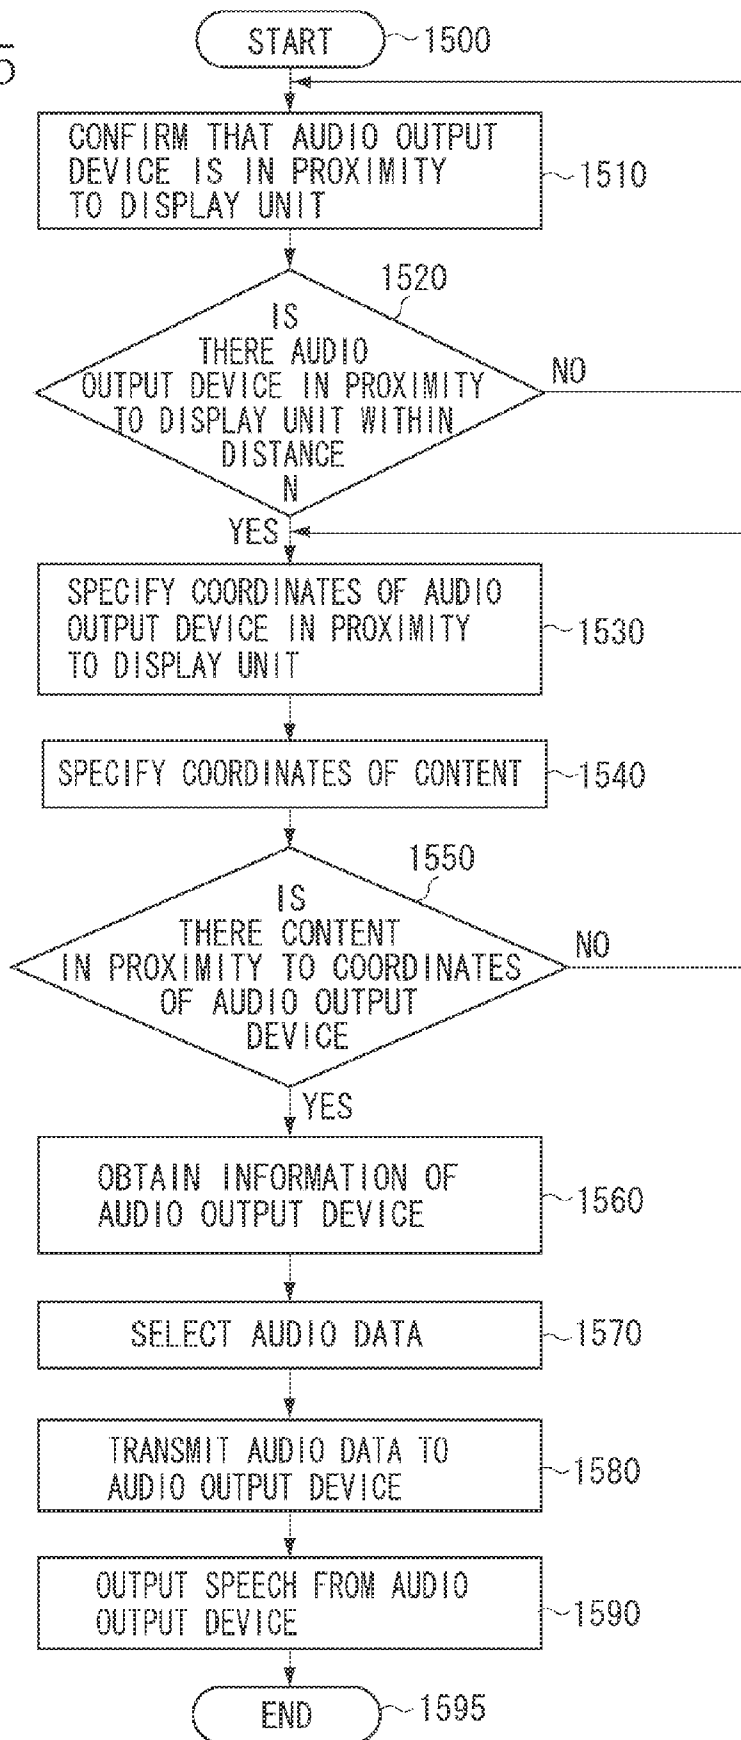 START
1500
CONFIRM THAT AUDIO OUTPUT
DEVICE IS IN PROXIMITY
TO DISPLAY UNIT
1510
1520
IS
THERE AUDIO
OUTPUT DEVICE IN PROXIMITY
TO DISPLAY UNIT WITHIN
DISTANCE
N
NO
YES
SPECIFY COORDINATES OF AUDIO
OUTPUT DEVICE IN PROXIMITY
TO DISPLAY UNIT
1530
SPECIFY COORDINATES OF CONTENT
1540
1550
IS
THERE CONTENT
IN PROXIMITY TO COORDINATES
OF AUDIO OUTPUT
DEVICE
NO
YES
OBTAIN INFORMATION OF
AUDIO OUTPUT DEVICE
1560
SELECT AUDIO DATA
1570
TRANSMIT AUDIO DATA TO
AUDIO OUTPUT DEVICE
1580
OUTPUT SPEECH FROM AUDIO
OUTPUT DEVICE
1590
END
1595